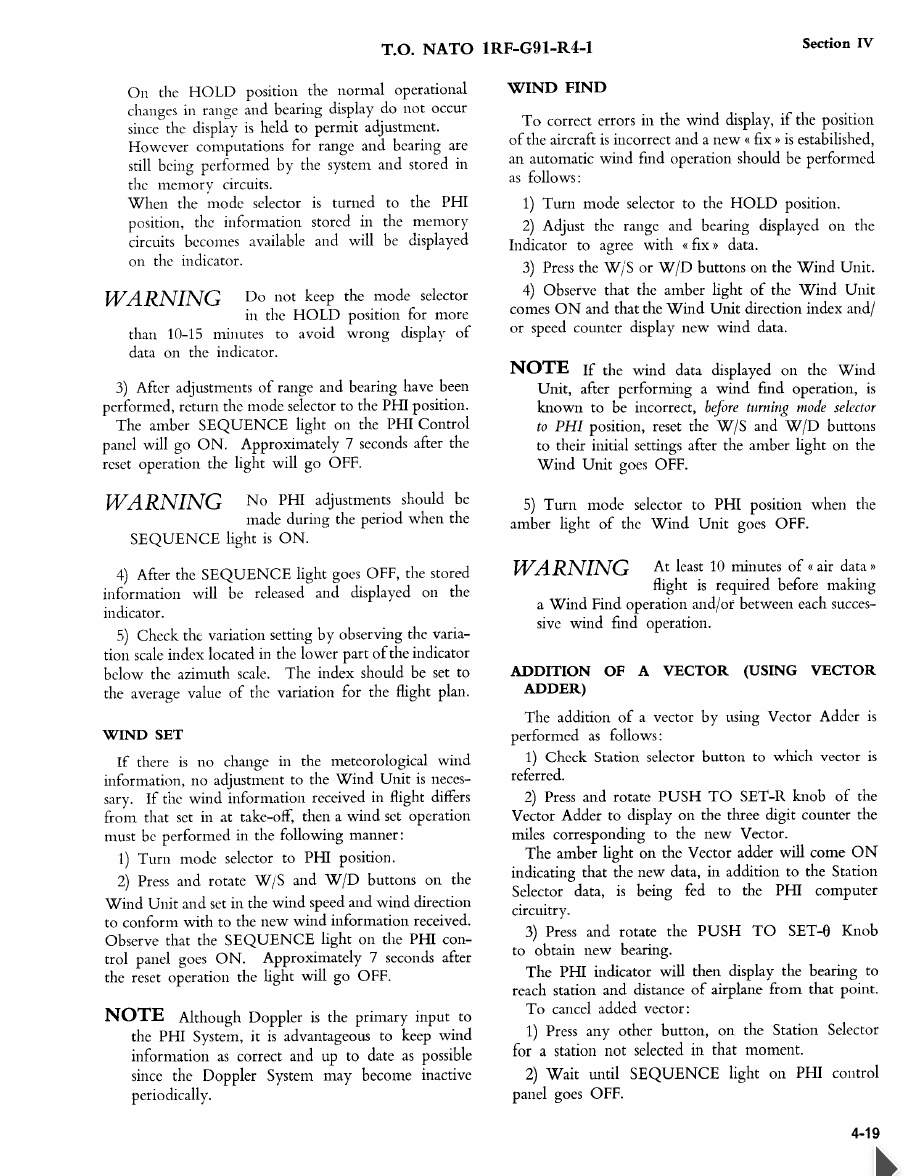 T.O. NATO 1RF-G91-R4-1
Section IV
On the HOLD position the normal operational
changes in range and bearing display do not occur
since the display is held to permit adjustment.
However computations for range and bearing are
still being performed by the system and stored in
the memory circuits.
When the mode selector is turned to the PHI
position, the information stored in the memory
circuits becomes available and will be displayed
on the indicator.
WARNING Do not keep the mode selector
in the HOLD position for more
than 10-15 minutes to avoid wrong display of
data on the indicator.
3) After adjustments of range and bearing have been
performed, return the mode selector to the PHI position.
The amber SEQUENCE light on the PHI Control
panel will go ON. Approximately 7 seconds after the
reset operation the light will go OFF.
WARNING No PHI adjustments should be
made during the period when the
SEQUENCE light is ON.
4) After the SEQUENCE light goes OFF, the stored
information will be released and displayed on the
indicator.
5) Check the variation setting by observing the varia-
tion scale index located in the lower part of the indicator
below the azimuth scale. The index should be set to
the average value of the variation for the flight plan.
WIND SET
If there is no change in the meteorological wind
information, no adjustment to the Wind Unit is neces-
sary. If the wind information received in flight differs
from that set in at take-off, then a wind set operation
must be performed in the following manner:
1) Turn mode selector to PHI position.
2) Press and rotate W/S and W/D buttons on the
Wind Unit and set in the wind speed and wind direction
to conform with to the new wind information received.
Observe that the SEQUENCE light on the PHI con-
trol panel goes ON. Approximately 7 seconds after
the reset operation the light will go OFF.
NOTE Although Doppler is the primary input to
the PHI System, it is advantageous to keep wind
information as correct and up to date as possible
since the Doppler System may become inactive
periodically.
WIND FIND
To correct errors in the wind display, if the position
of the aircraft is incorrect and a new « fix » is estabilished,
an automatic wind find operation should be performed
as follows:
1) Turn mode selector to the HOLD position.
2) Adjust the range and bearing displayed on the
Indicator to agree with « fix » data.
3) Press the W/S or W/D buttons on the Wind Unit.
4) Observe that the amber light of the Wind Unit
comes ON and that the Wind Unit direction index and/
or speed counter display new wind data.
NOTE If the wind data displayed on the Wind
Unit, after performing a wind find operation, is
known to be incorrect, before turning mode selector
to PHI position, reset the W/S and W/D buttons
to their initial settings after the amber light on the
Wind Unit goes OFF.
5) Turn mode selector to PHI position when the
amber light of the Wind Unit goes OFF.
WARNING At least 10 minutes of « air data »
flight is required before making
a Wind Find operation and/or between each succes-
sive wind find operation.
ADDITION OF A VECTOR (USING VECTOR
ADDER)
The addition of a vector by using Vector Adder is
performed as follows:
1) Check Station selector button to which vector is
referred.
2) Press and rotate PUSH TO SET-R knob of the
Vector Adder to display on the three digit counter the
miles corresponding to the new Vector.
The amber light on the Vector adder will come ON
indicating that the new data, in addition to the Station
Selector data, is being fed to the PHI computer
circuitry.
3) Press and rotate the PUSH TO SET-θ Knob
to obtain new bearing.
The PHI indicator will then display the bearing to
reach station and distance of airplane from that point.
To cancel added vector:
1) Press any other button, on the Station Selector
for a station not selected in that moment.
2) Wait until SEQUENCE light on PHI control
panel goes OFF.
4-19